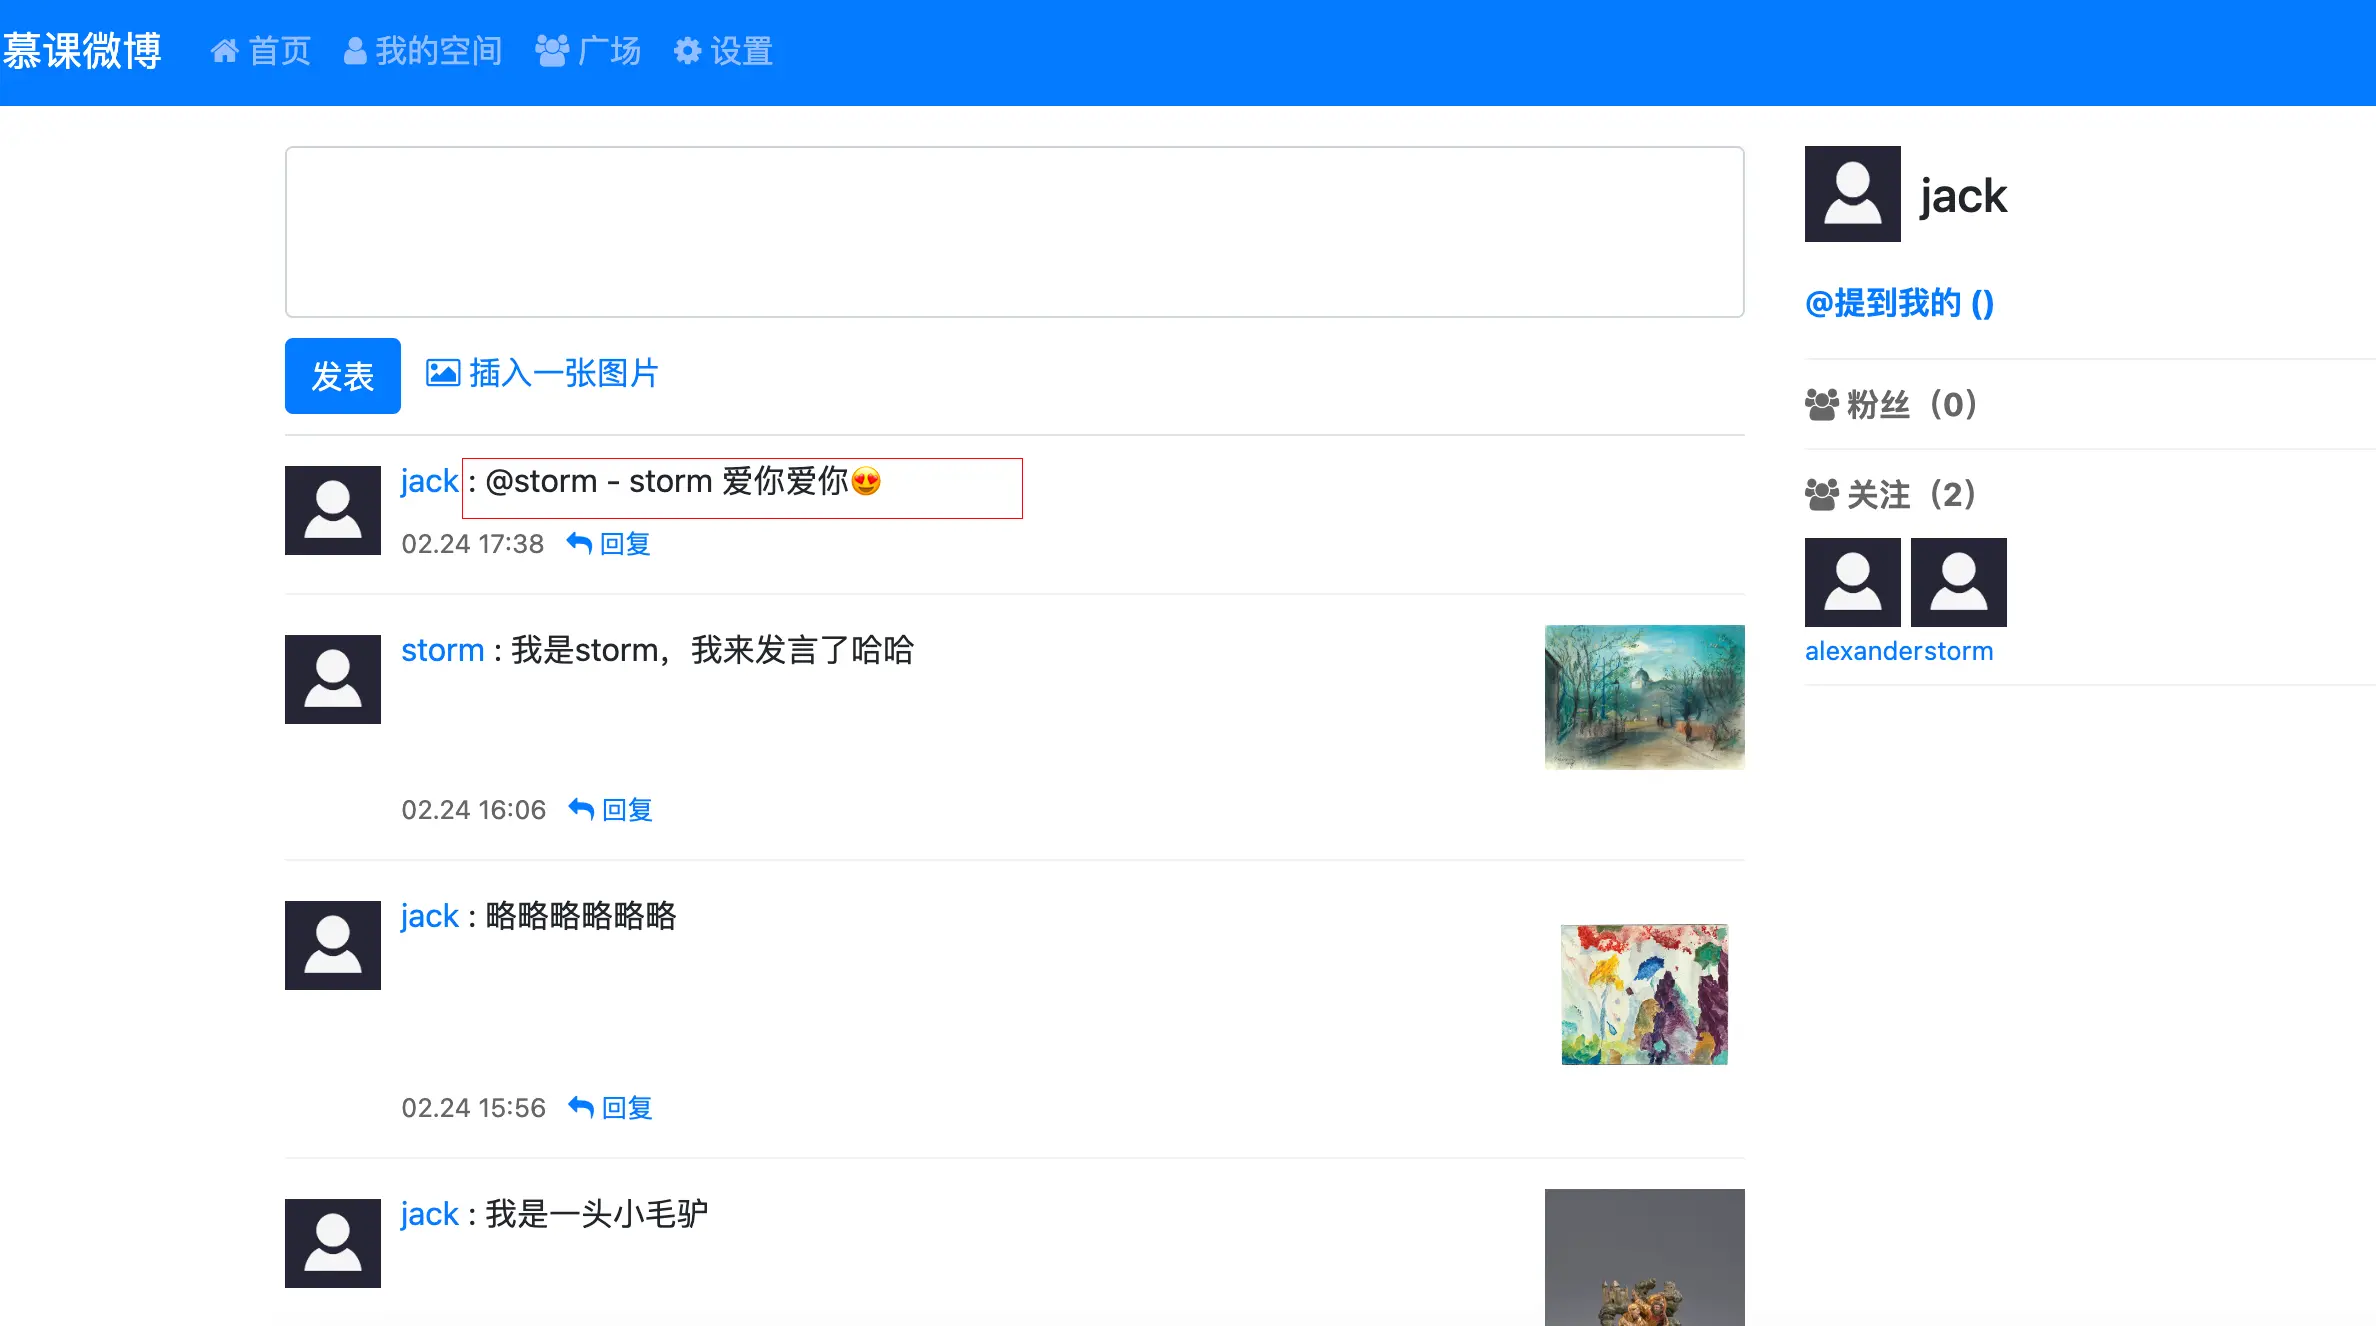 慕课微博 首页 我的空间 广场 设置
发表 插入一张图片
jack : @storm - storm 爱你爱你😍
02.24 17:38 回复
storm : 我是storm，我来发言了哈哈
02.24 16:06 回复
jack : 略略略略略略
02.24 15:56 回复
jack : 我是一头小毛驴
jack
@提到我的 ()
粉丝（0）
关注（2）
alexanderstorm